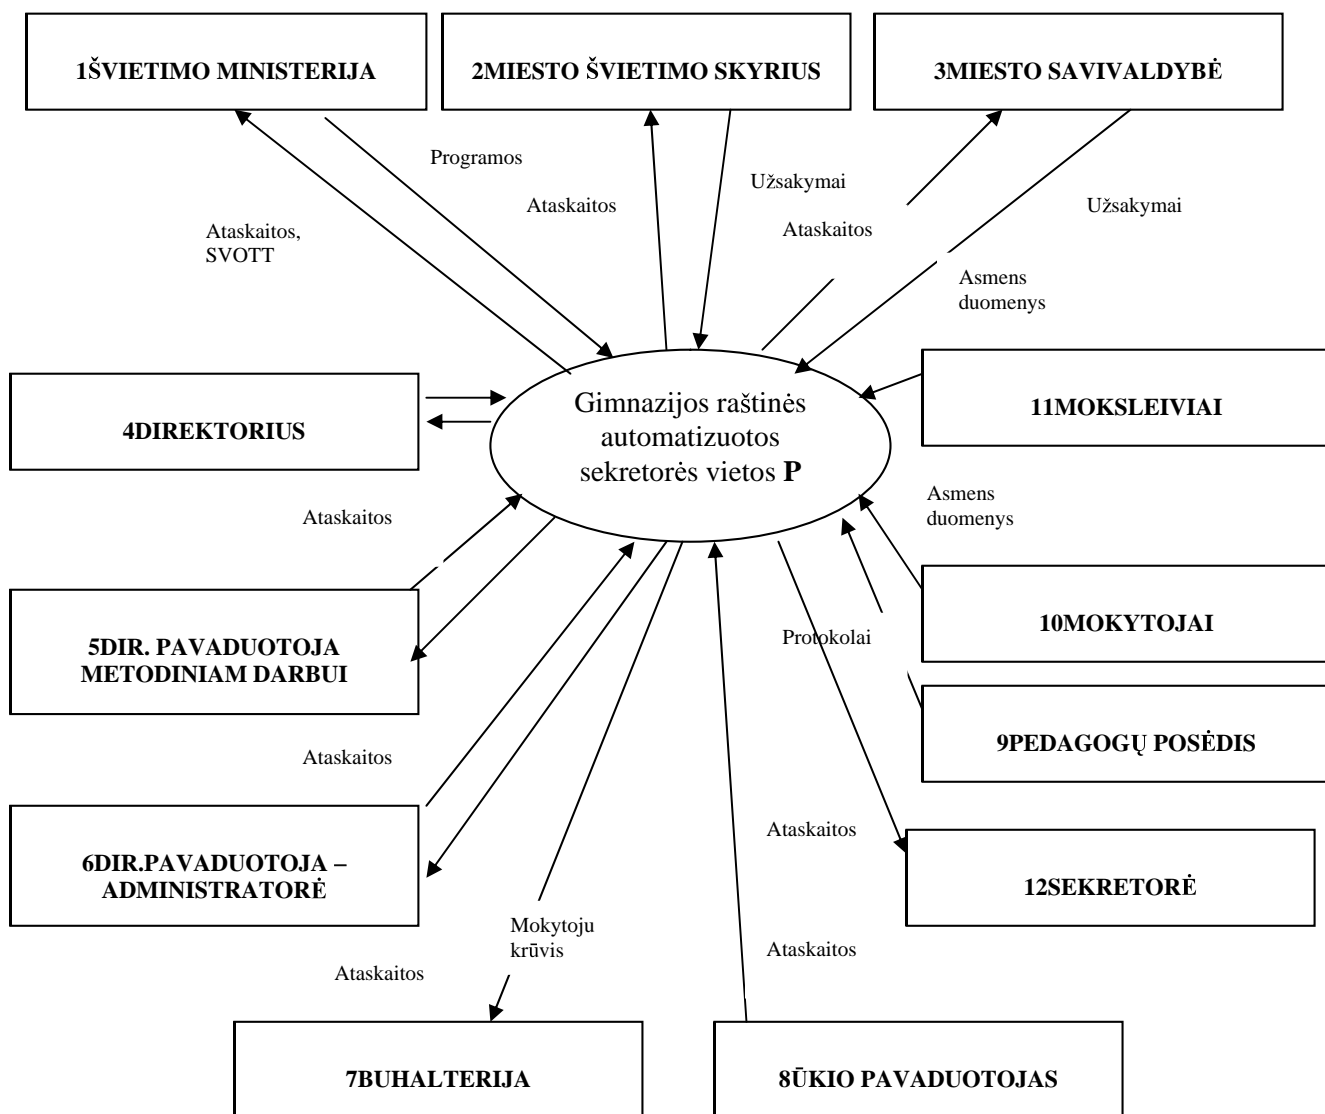 1ŠVIETIMO MINISTERIJA
2MIESTO ŠVIETIMO SKYRIUS
3MIESTO SAVIVALDYBĖ
Programos
Ataskaitos
Užsakymai
Ataskaitos
Užsakymai
Ataskaitos,
SVOTT
Asmens
duomenys
4DIREKTORIUS
Gimnazijos raštinės
automatizuotos
sekretorės vietos P
11MOKSLEIVIAI
Ataskaitos
Asmens
duomenys
5DIR. PAVADUOTOJA
METODINIAM DARBUI
Protokolai
10MOKYTOJAI
9PEDAGOGŲ POSĖDIS
Ataskaitos
6DIR.PAVADUOTOJA –
ADMINISTRATORĖ
Ataskaitos
12SEKRETORĖ
Mokytoju
krūvis
Ataskaitos
Ataskaitos
7BUHALTERIJA
8ŪKIO PAVADUOTOJAS